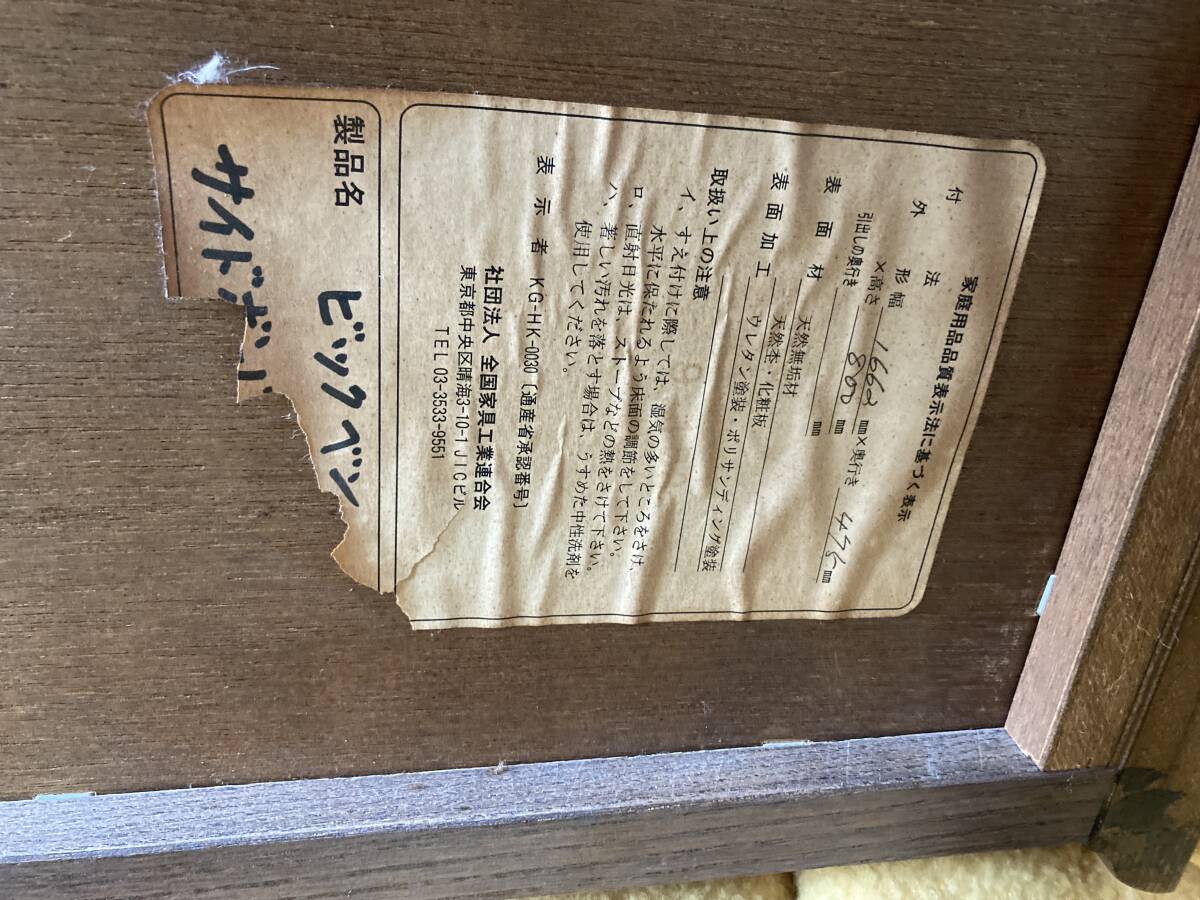 家庭用品品質表示法に基づく表示
付 外 法 形幅
引出しの奥行き ×高さ 1660 ㎜×奥行き 475 ㎜
800 ㎜
㎜
表 面 材 天然無垢材
天然杢・化粧板
表 面 加 工 ウレタン塗装・ポリサンディング塗装
取扱い上の注意
イ、すえ付けに際しては、湿気の多いところをさけ、
水平に保たれるよう床面の調節をして下さい。
ロ、直射日光は、ストーブなどの熱をさけて下さい。
ハ、著しい汚れを落とす場合は、うすめた中性洗剤を
使用してください。
表 示 者 KG-HK-0030〔通産省承認番号〕
社団法人 全国家具工業連合会
東京都中央区晴海3-10-1 JICビル
TEL 03-3533-9551
製品名 ビックベン
サイドボード